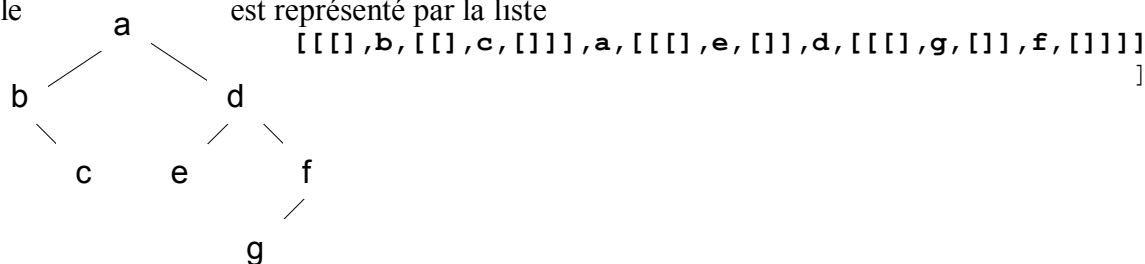 le est représenté par la liste
[[[],b,[[],c,[]]],a,[[[],e,[]],d,[[[],g,[]],f,[]]]]
]
a
b d
c e f
g